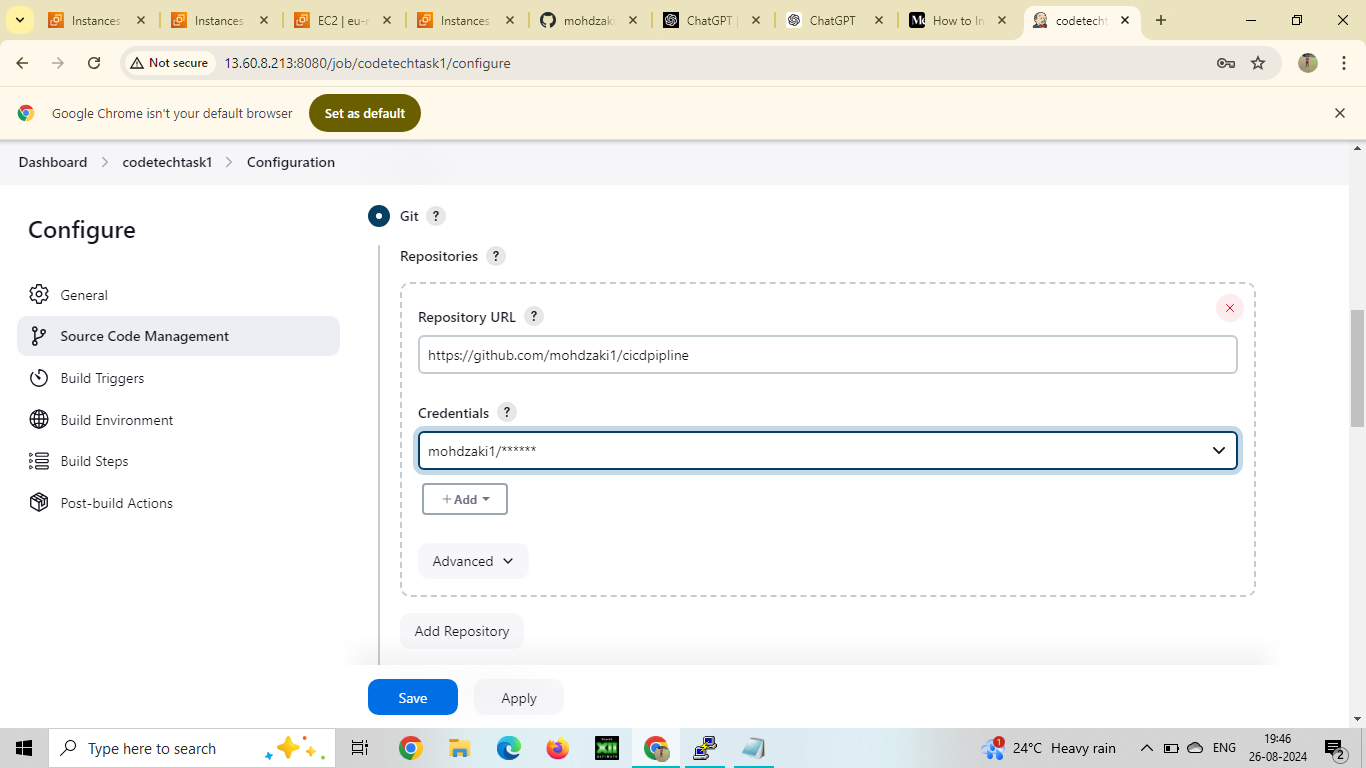 Instances
Instances
EC2 | eu-n
Instances
mohdzaki
ChatGPT |
ChatGPT
How to In
codetecht
Not secure
13.60.8.213:8080/job/codetechtask1/configure
Google Chrome isn't your default browser
Set as default
Dashboard
codetechtask1
Configuration
Configure
General
Source Code Management
Build Triggers
Build Environment
Build Steps
Post-build Actions
Git ?
Repositories ?
Repository URL ?
https://github.com/mohdzaki1/cicdpipline
Credentials ?
mohdzaki1/******
+ Add
Advanced
Add Repository
Save
Apply
Type here to search
XII
1
24°C Heavy rain
ENG
19:46
26-08-2024
2